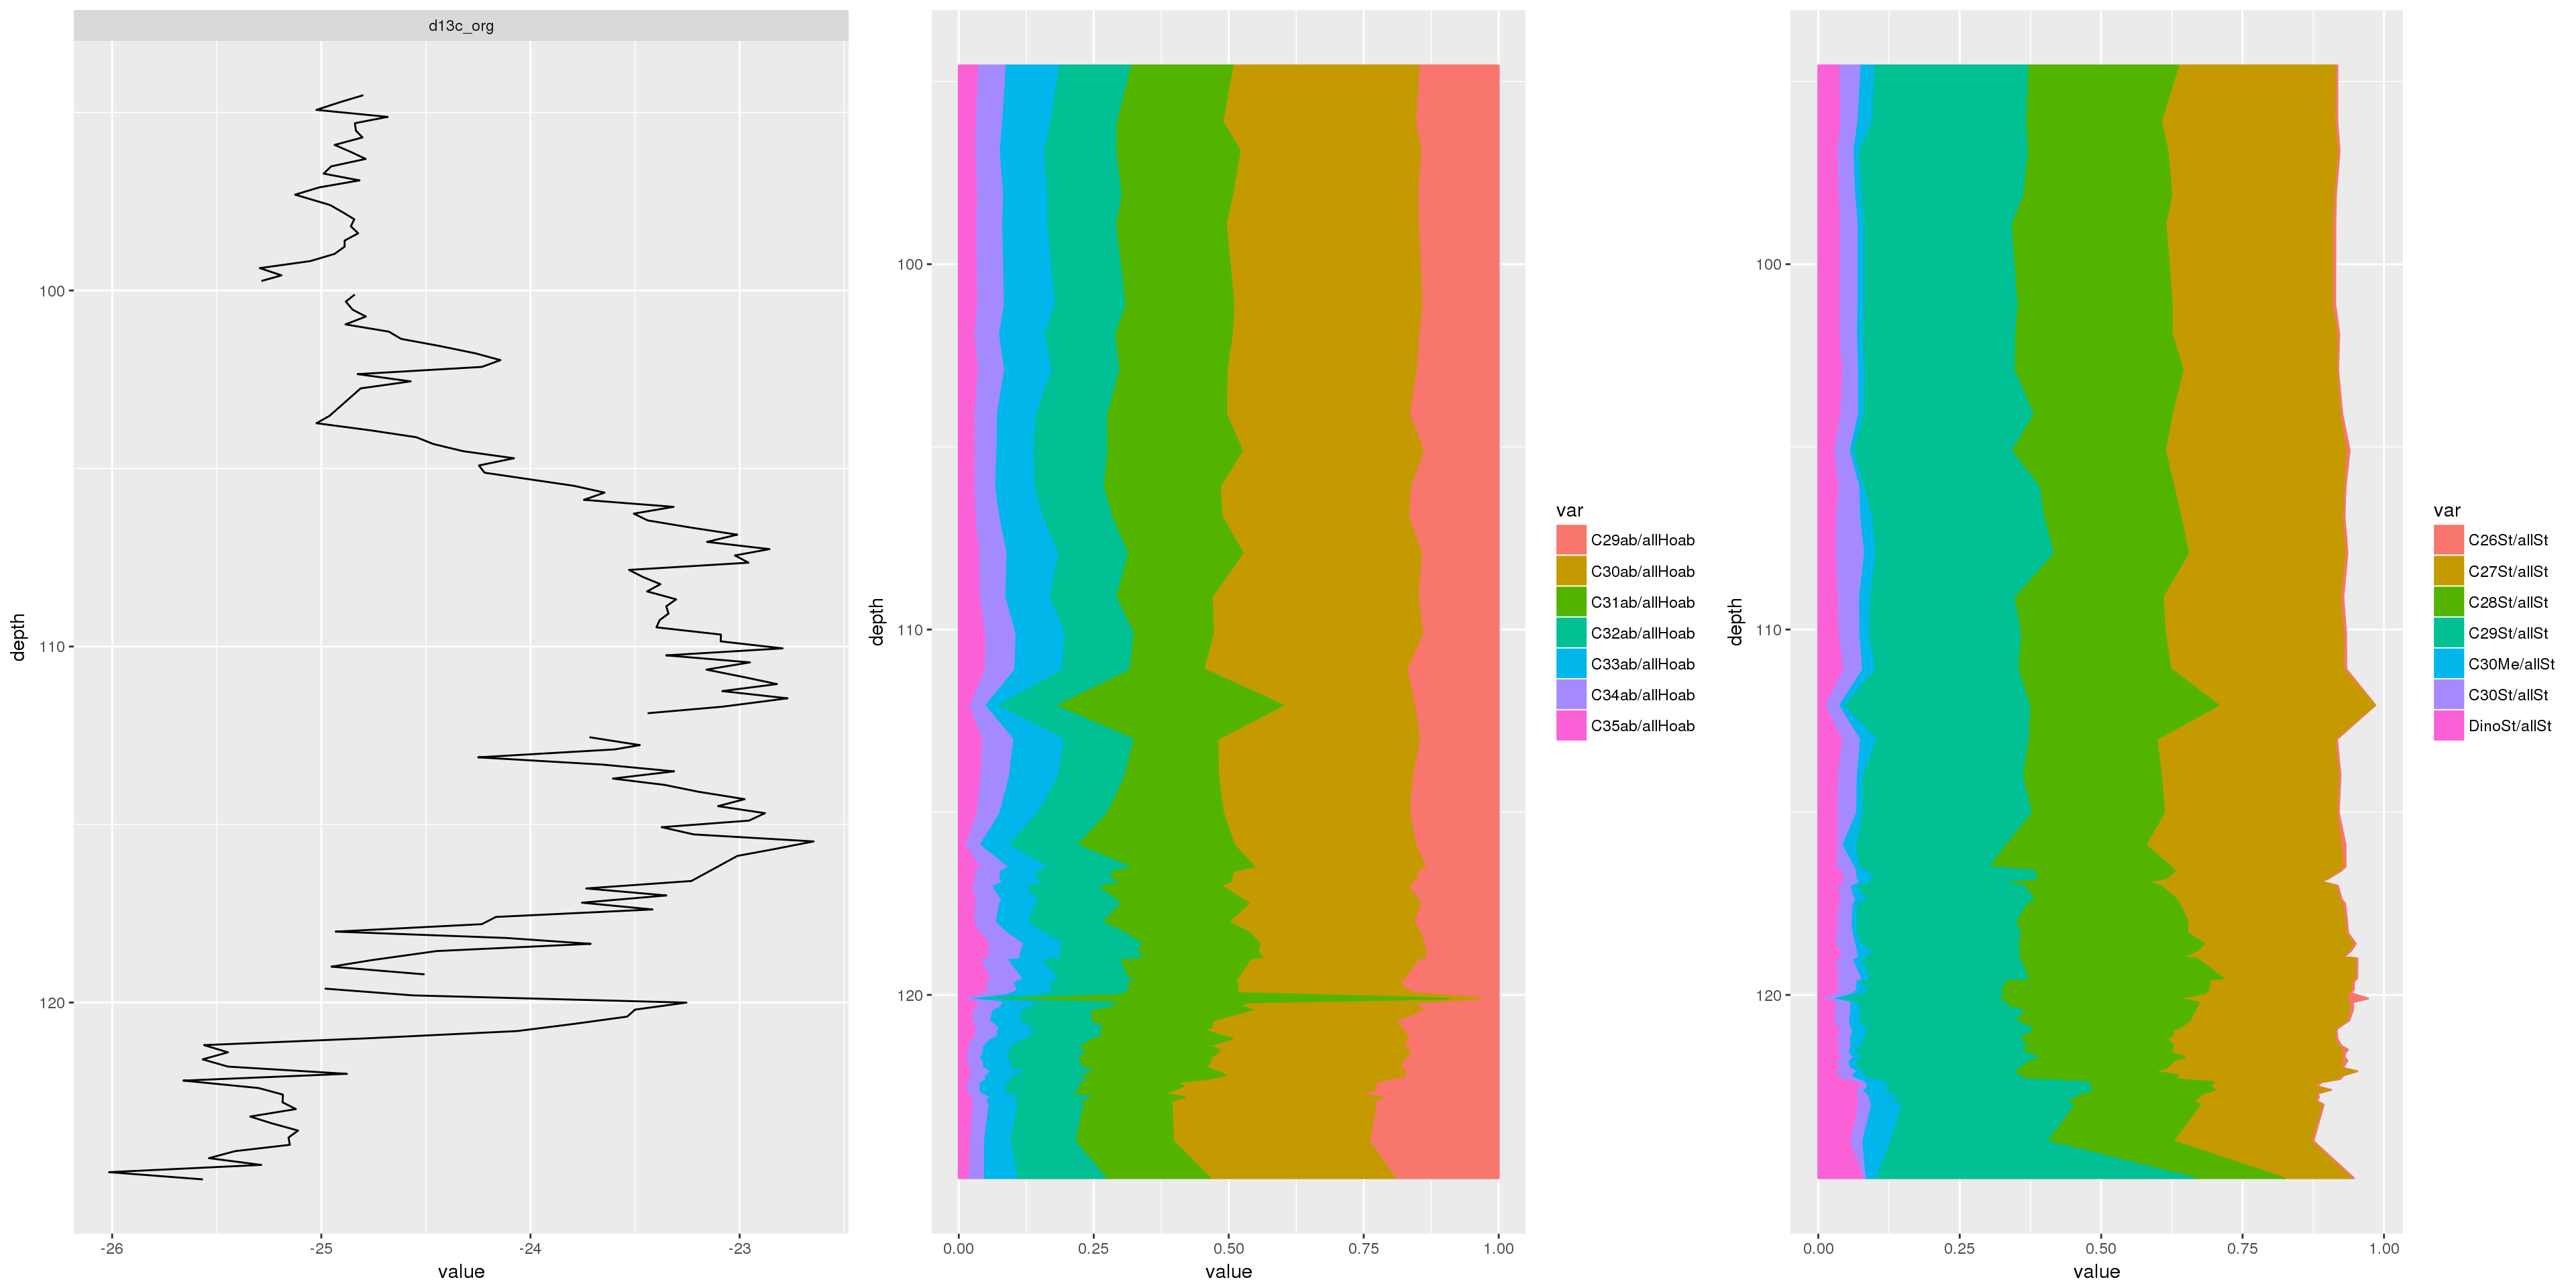 d13c_org
depth
100
110
120
-26
-25
-24
-23
value
depth
100
110
120
0.00
0.25
0.50
0.75
1.00
value
var
C29ab/allHoab
C30ab/allHoab
C31ab/allHoab
C32ab/allHoab
C33ab/allHoab
C34ab/allHoab
C35ab/allHoab
depth
100
110
120
0.00
0.25
0.50
0.75
1.00
value
var
C26St/allSt
C27St/allSt
C28St/allSt
C29St/allSt
C30Me/allSt
C30St/allSt
DinoSt/allSt